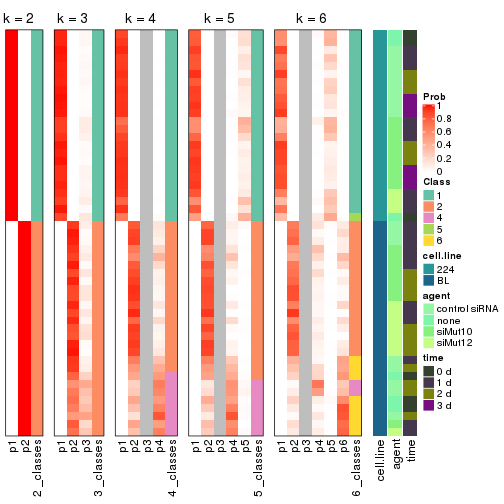 k = 2 k = 3 k = 4 k = 5 k = 6
Prob
1
0.8
0.6
0.4
0.2
0
Class
1
2
4
5
6
cell.line
224
BL
agent
control siRNA
none
siMut10
siMut12
time
0 d
1 d
2 d
3 d
p1 p2 2_classes
p1 p2 p3 3_classes
p1 p2 p3 p4 4_classes
p1 p2 p3 p4 p5 5_classes
p1 p2 p3 p4 p5 p6 6_classes
cell.line agent time